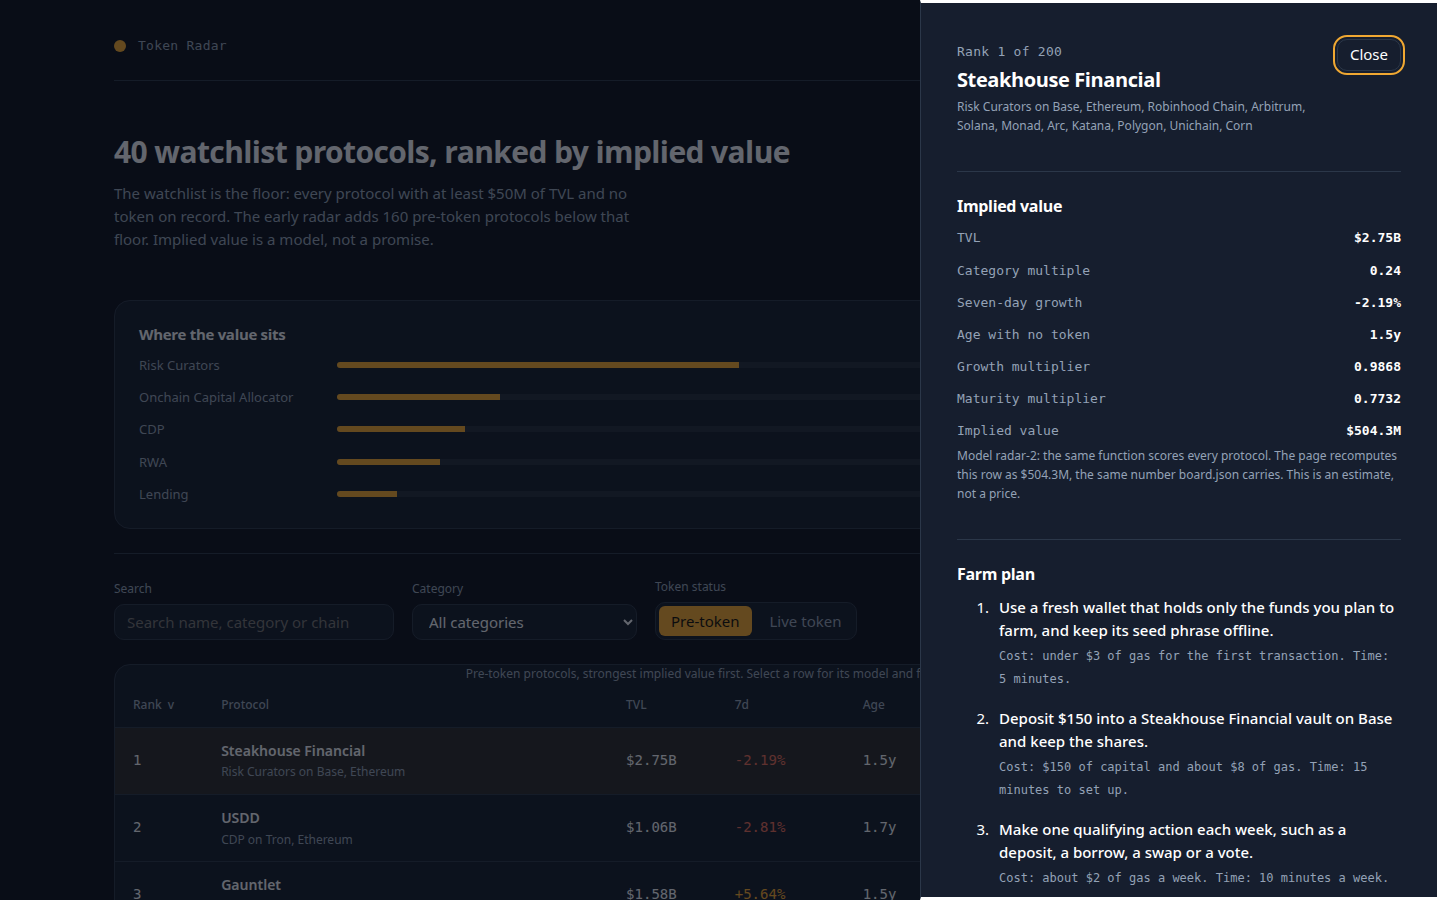 Token Radar
40 watchlist protocols, ranked by implied value
The watchlist is the floor: every protocol with at least $50M of TVL and no
token on record. The early radar adds 160 pre-token protocols below that
floor. Implied value is a model, not a promise.
Where the value sits
Risk Curators
Onchain Capital Allocator
CDP
RWA
Lending
Search
Category
Token status
Search name, category or chain
All categories
Pre-token
Live token
Pre-token protocols, strongest implied value first. Select a row for its model and f
Rank v
Protocol
TVL
7d
Age
1
Steakhouse Financial
Risk Curators on Base, Ethereum
$2.75B
-2.19%
1.5y
2
USDD
CDP on Tron, Ethereum
$1.06B
-2.81%
1.7y
3
Gauntlet
$1.58B
+5.64%
1.5y
Rank 1 of 200
Close
Steakhouse Financial
Risk Curators on Base, Ethereum, Robinhood Chain, Arbitrum,
Solana, Monad, Arc, Katana, Polygon, Unichain, Corn
Implied value
TVL $2.75B
Category multiple 0.24
Seven-day growth -2.19%
Age with no token 1.5y
Growth multiplier 0.9868
Maturity multiplier 0.7732
Implied value $504.3M
Model radar-2: the same function scores every protocol. The page recomputes
this row as $504.3M, the same number board.json carries. This is an estimate,
not a price.
Farm plan
1. Use a fresh wallet that holds only the funds you plan to
farm, and keep its seed phrase offline.
Cost: under $3 of gas for the first transaction. Time:
5 minutes.
2. Deposit $150 into a Steakhouse Financial vault on Base
and keep the shares.
Cost: $150 of capital and about $8 of gas. Time: 15
minutes to set up.
3. Make one qualifying action each week, such as a
deposit, a borrow, a swap or a vote.
Cost: about $2 of gas a week. Time: 10 minutes a week.